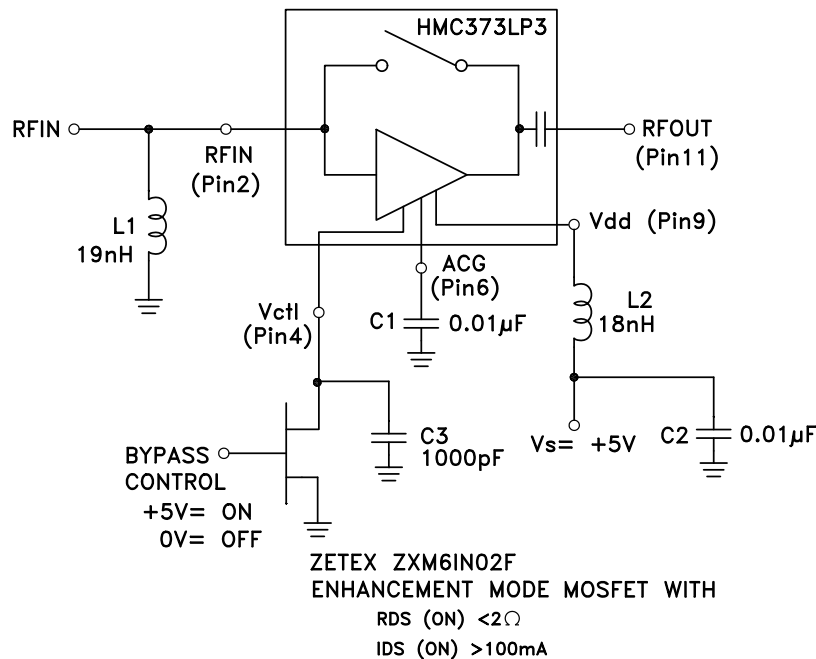 HMC373LP3
RFIN
RFIN
(Pin2)
RFOUT
(Pin11)
L1
19nH
Vdd (Pin9)
ACG
(Pin6)
Vctl
(Pin4)
C1
0.01µF
L2
18nH
C3
1000pF
Vs= +5V
C2
0.01µF
BYPASS
CONTROL
+5V= ON
0V= OFF
ZETEX ZXM6IN02F
ENHANCEMENT MODE MOSFET WITH
RDS (ON) <2Ω
IDS (ON) >100mA